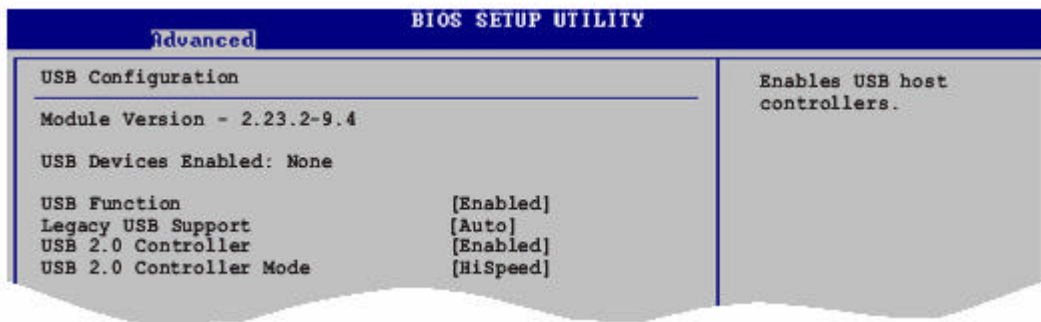 BIOS SETUP UTILITY
Advanced
USB Configuration
Module Version - 2.23.2-9.4
USB Devices Enabled: None
USB Function [Enabled]
Legacy USB Support [Auto]
USB 2.0 Controller [Enabled]
USB 2.0 Controller Mode [HiSpeed]
Enables USB host
controllers.